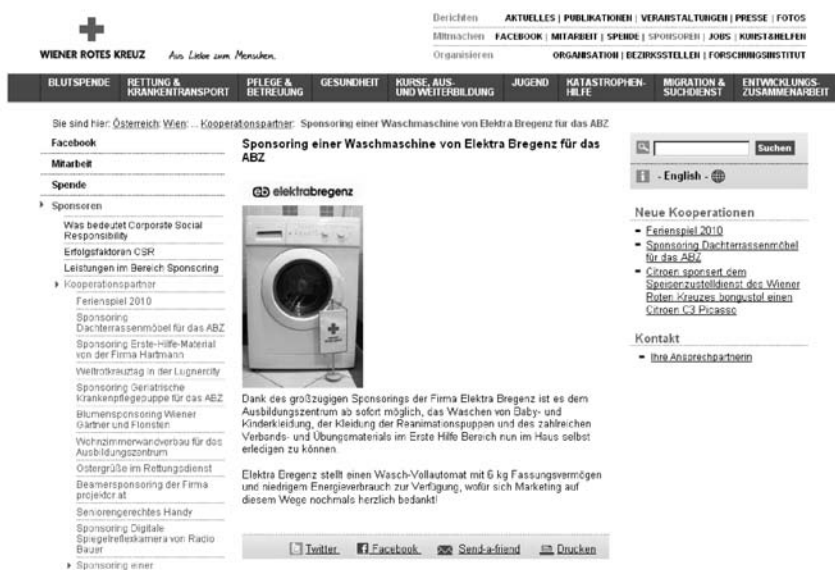 Berichten AKTUELLES | PUBLIKATIONEN | VERANSTALTUNGEN | PRESSE | FOTOS
Mitmachen FACEBOOK | MITARBEIT | SPENDE | SPONSOREN | JOBS | KUNST&HELFEN
Organisieren ORGANISATION | BEZIRKSSTELLEN | FORSCHUNGSINSTITUT
WIENER ROTES KREUZ Aus Liebe zum Menschen.
BLUTSPENDE
RETTUNG &
KRANKENTRANSPORT
PFLEGE &
BETREUUNG
GESUNDHEIT
KURSE, AUS-
UND WEITERBILDUNG
JUGEND
KATASTROPHEN-
HILFE
MIGRATION &
SUCHDIENST
ENTWICKLUNGS-
ZUSAMMENARBEIT
Sie sind hier: Österreich: Wien: ... Kooperationspartner: Sponsoring einer Waschmaschine von Elektra Bregenz für das ABZ
Facebook
Mitarbeit
Spende
Sponsoren
Was bedeutet Corporate Social
Responsibility
Erfolgsfaktoren CSR
Leistungen im Bereich Sponsoring
Kooperationspartner
Ferienspiel 2010
Sponsoring
Dachterrassenmöbel für das ABZ
Sponsoring Erste-Hilfe-Material
von der Firma Hartmann
Weltrotkreuztag in der Lugnercity
Sponsoring Geriatrische
Krankenpflegepuppe für das ABZ
Blumensponsoring Wiener
Gärtner und Floristen
Wohnzimmerwandverbau für das
Ausbildungszentrum
Ostergrüße im Rettungsdienst
Beamersponsoring der Firma
projektor.at
Seniorengerechtes Handy
Sponsoring Digitale
Spiegelreflexkamera von Radio
Bauer
Sponsoring einer
Sponsoring einer Waschmaschine von Elektra Bregenz für das
ABZ
eb elektrabregenz
Dank des großzügigen Sponsorings der Firma Elektra Bregenz ist es dem
Ausbildungszentrum ab sofort möglich, das Waschen von Baby- und
Kinderkleidung, der Kleidung der Reanimationspuppen und des zahlreichen
Verbands- und Übungsmaterials im Erste Hilfe Bereich nun im Haus selbst
erledigen zu können.
Elektra Bregenz stellt einen Wasch-Vollautomat mit 6 kg Fassungsvermögen
und niedrigem Energieverbrauch zur Verfügung, wofür sich Marketing auf
diesem Wege nochmals herzlich bedankt!
Twitter Facebook Send-a-friend Drucken
Suchen
- English -
Neue Kooperationen
Ferienspiel 2010
Sponsoring Dachterrassenmöbel
für das ABZ
Citroen sponsert dem
Speisenzustelldienst des Wiener
Roten Kreuzes bongustol einen
Citroen C3 Picasso
Kontakt
Ihre Ansprechpartnerin